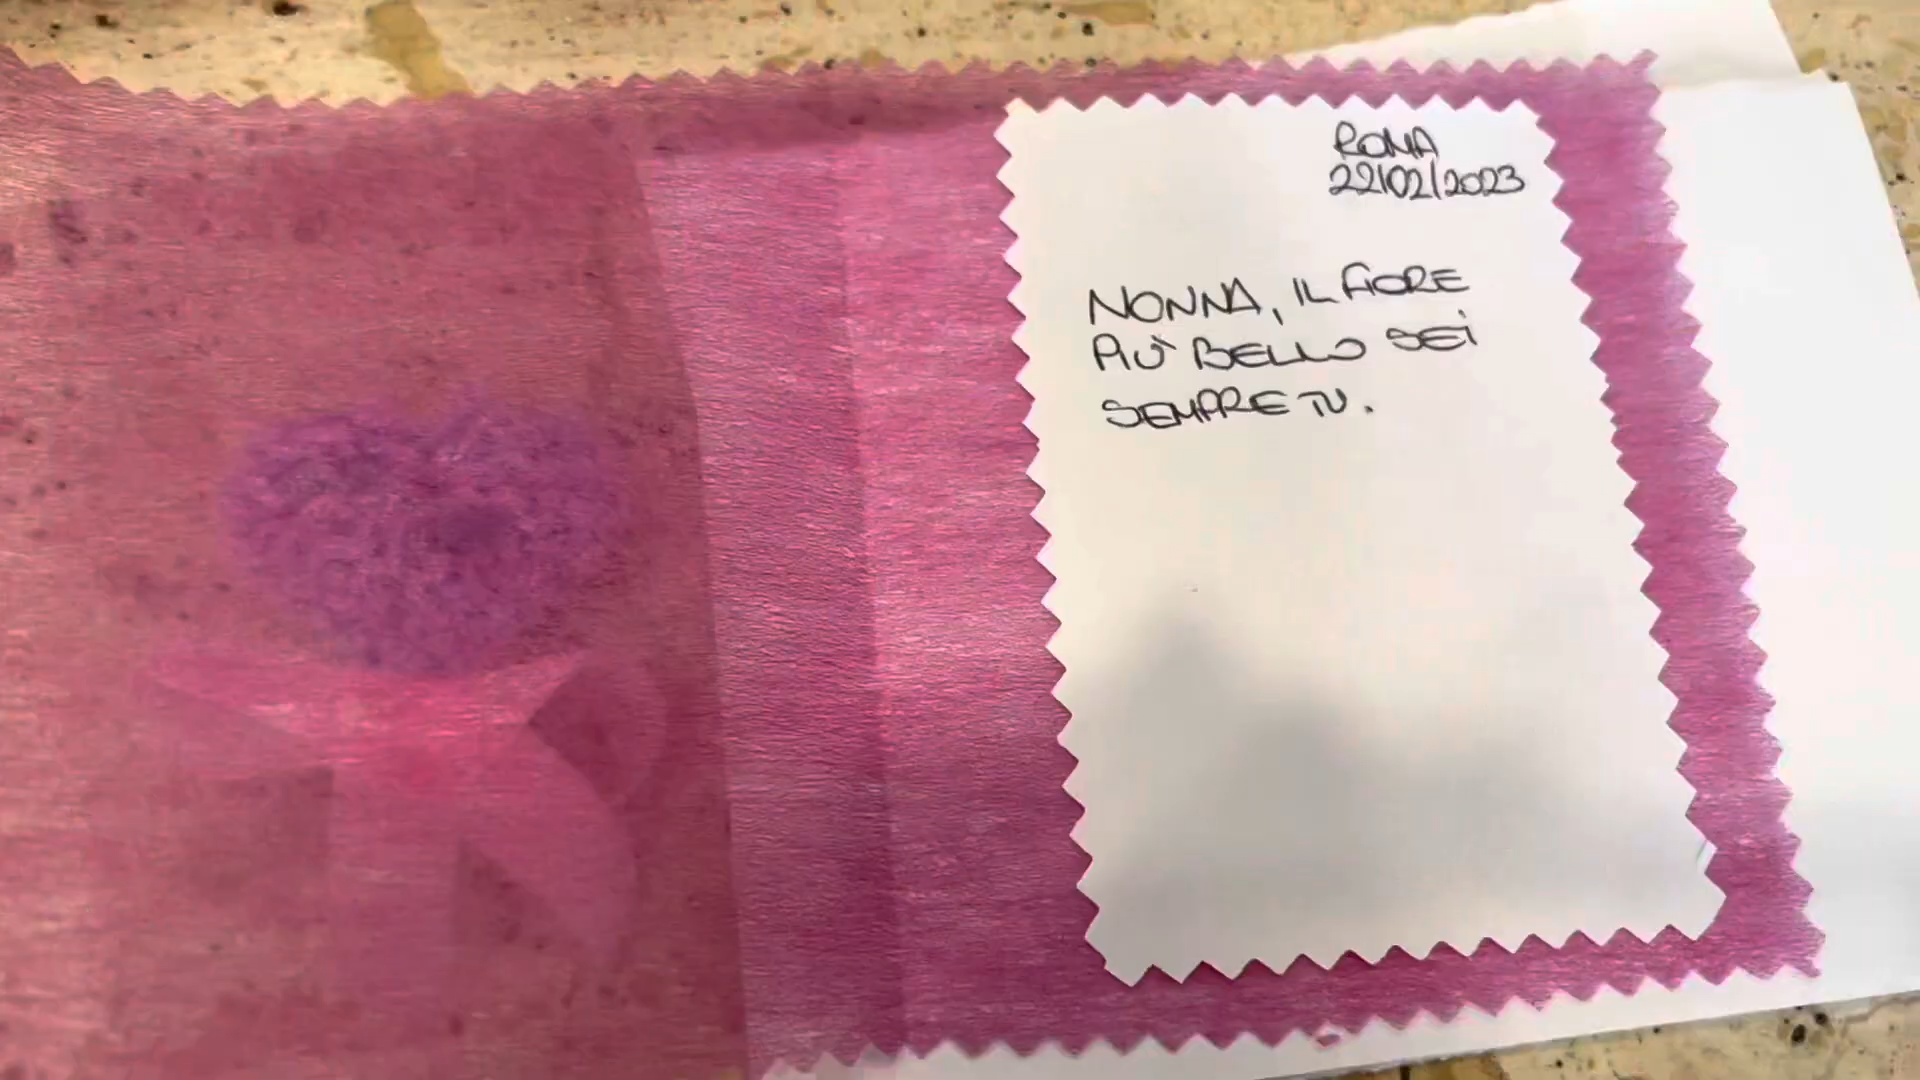 ROMA
22/02/2023
NONNA, IL FIORE
PIÙ BELLO SEI
SEMPRE TU.